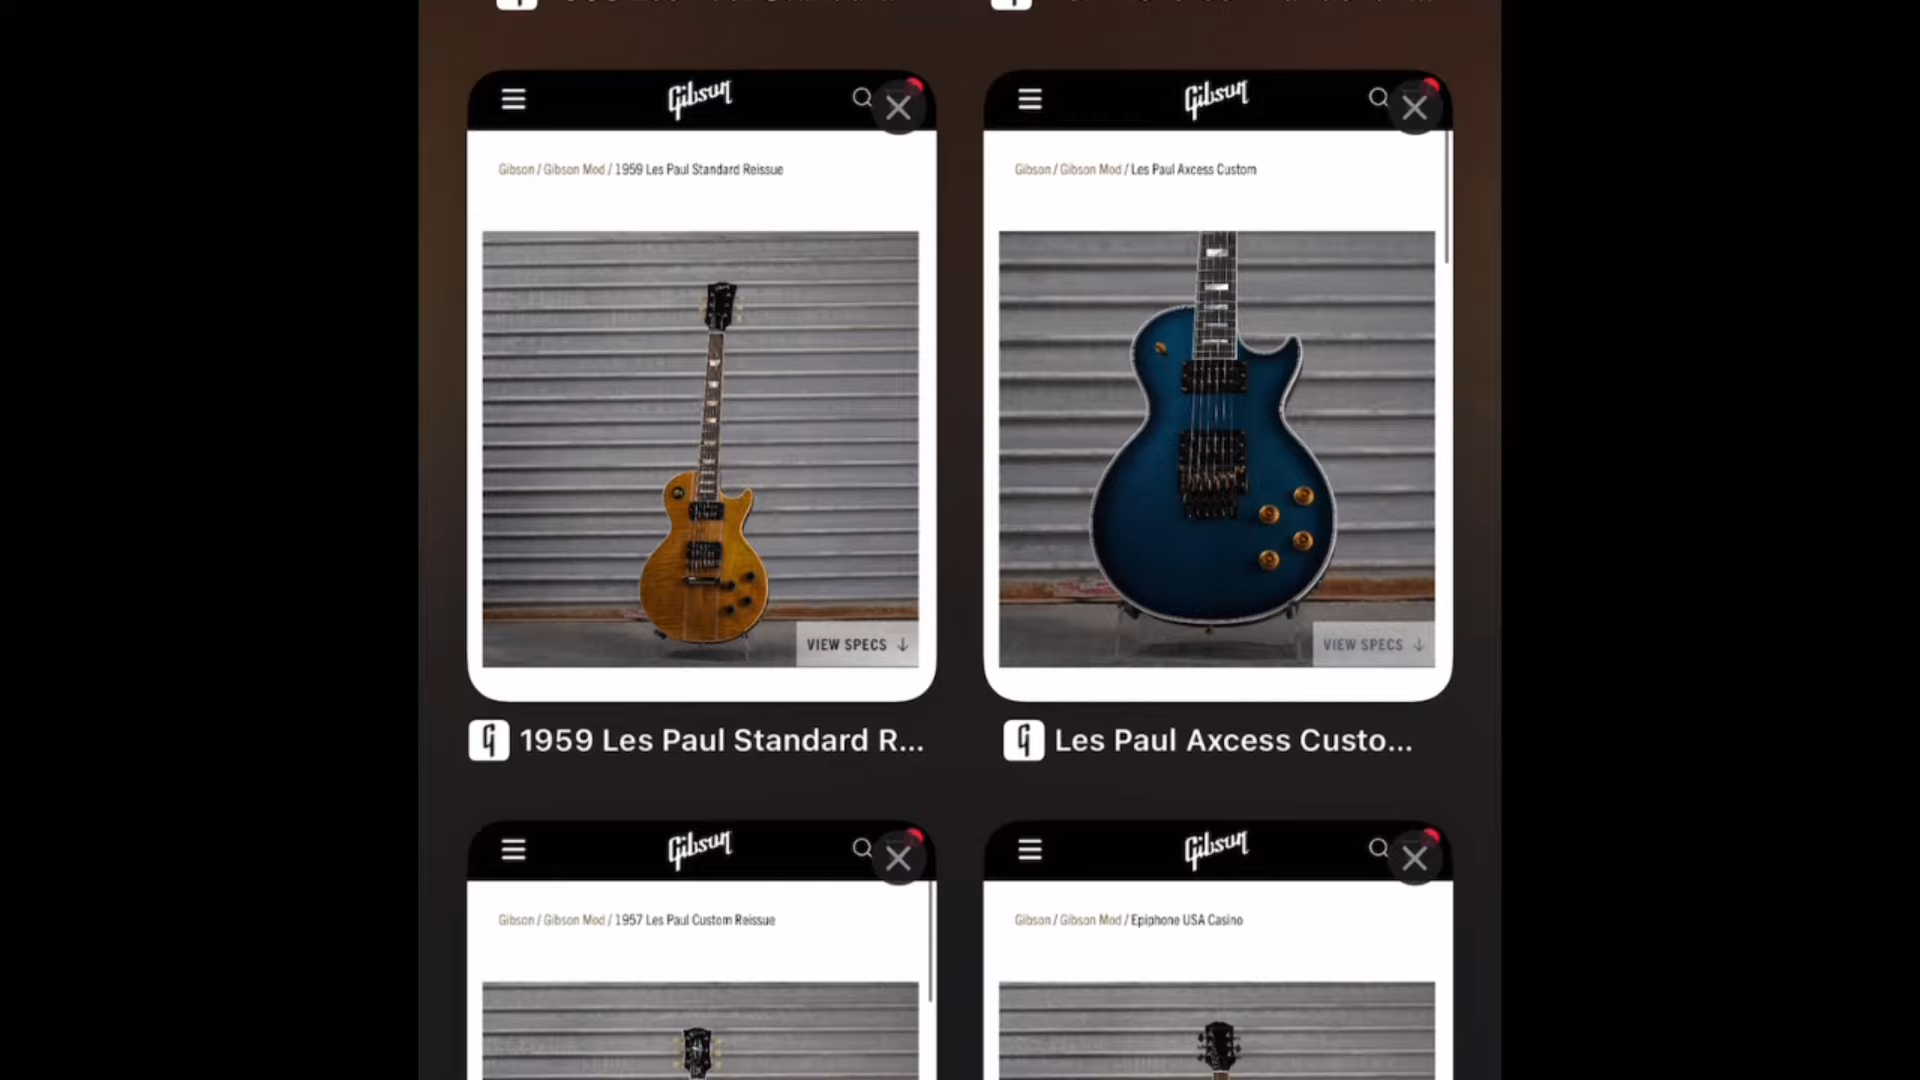 Gibson
Gibson / Gibson Mod / 1959 Les Paul Standard Reissue
VIEW SPECS ↓
1959 Les Paul Standard R...
Gibson
Gibson / Gibson Mod / Les Paul Axcess Custom
VIEW SPECS ↓
Les Paul Axcess Custo...
Gibson
Gibson / Gibson Mod / 1957 Les Paul Custom Reissue
Gibson
Gibson / Gibson Mod / Epiphone USA Casino